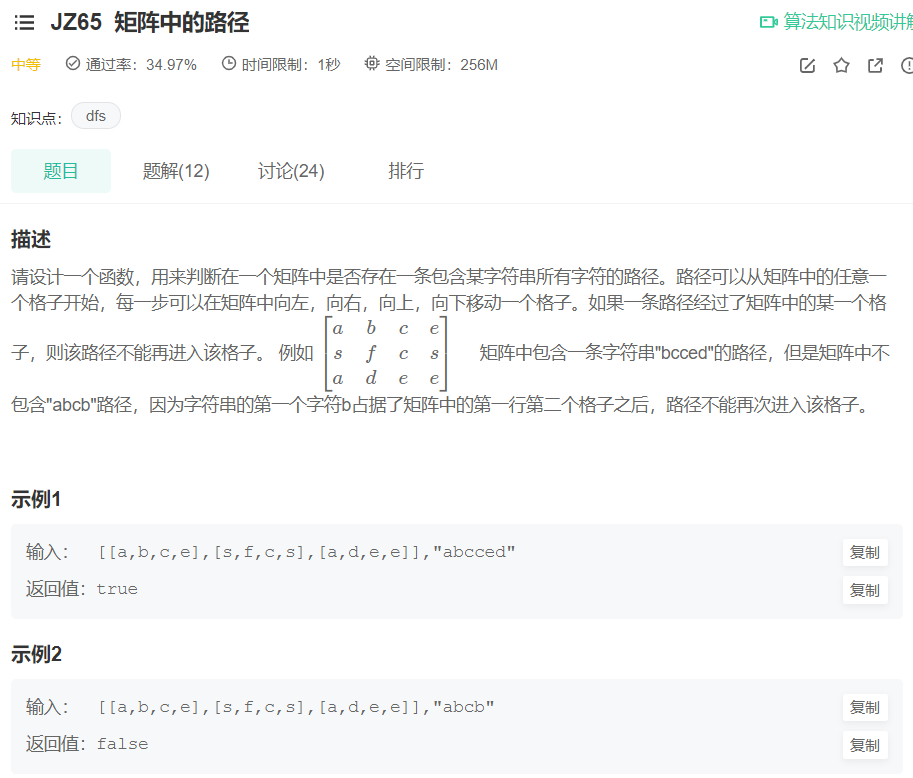 JZ65 矩阵中的路径
算法知识视频讲解
中等 通过率：34.97% 时间限制：1秒 空间限制：256M
知识点： dfs
题目 题解(12) 讨论(24) 排行
描述
请设计一个函数，用来判断在一个矩阵中是否存在一条包含某字符串所有字符的路径。路径可以从矩阵中的任意一
个格子开始，每一步可以在矩阵中向左，向右，向上，向下移动一个格子。如果一条路径经过了矩阵中的某一个格
a b c e
子，则该路径不能再进入该格子。 例如 s f c s 矩阵中包含一条字符串"bcced"的路径，但是矩阵中不
a d e e
包含"abcb"路径，因为字符串的第一个字符b占据了矩阵中的第一行第二个格子之后，路径不能再次进入该格子。
示例1
输入： [[a,b,c,e],[s,f,c,s],[a,d,e,e]],"abcced" 复制
返回值：true 复制
示例2
输入： [[a,b,c,e],[s,f,c,s],[a,d,e,e]],"abcb" 复制
返回值：false 复制